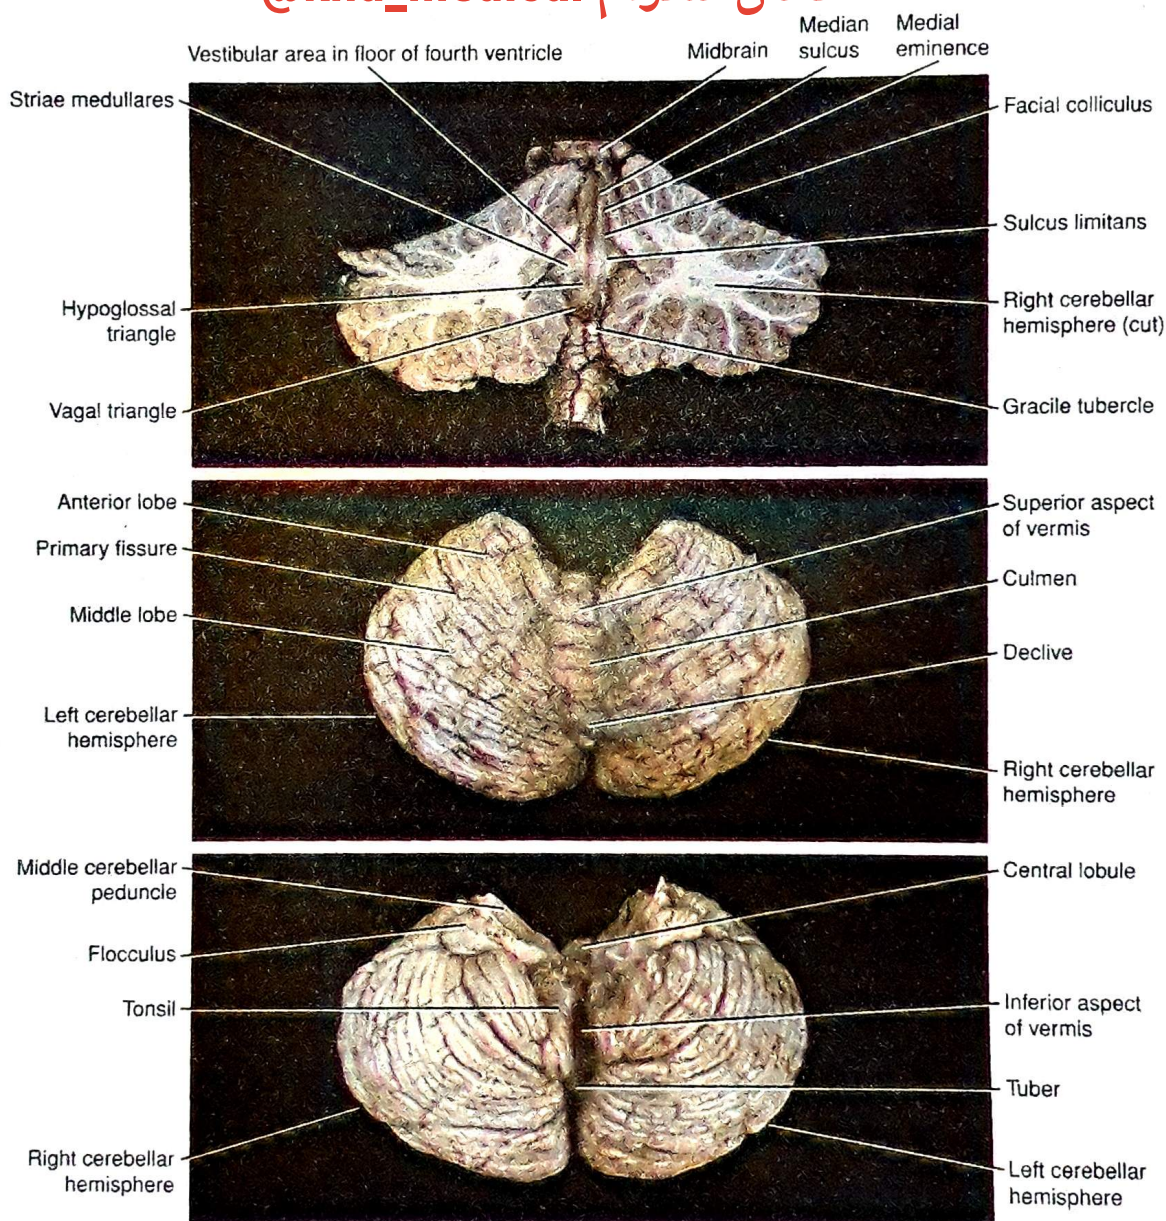 Vestibular area in floor of fourth ventricle
Midbrain
Median
sulcus
Medial
eminence
Striae medullares
Facial colliculus
Sulcus limitans
Hypoglossal
triangle
Right cerebellar
hemisphere (cut)
Vagal triangle
Gracile tubercle
Anterior lobe
Superior aspect
of vermis
Primary fissure
Culmen
Middle lobe
Declive
Left cerebellar
hemisphere
Right cerebellar
hemisphere
Middle cerebellar
peduncle
Central lobule
Flocculus
Tonsil
Inferior aspect
of vermis
Tuber
Right cerebellar
hemisphere
Left cerebellar
hemisphere